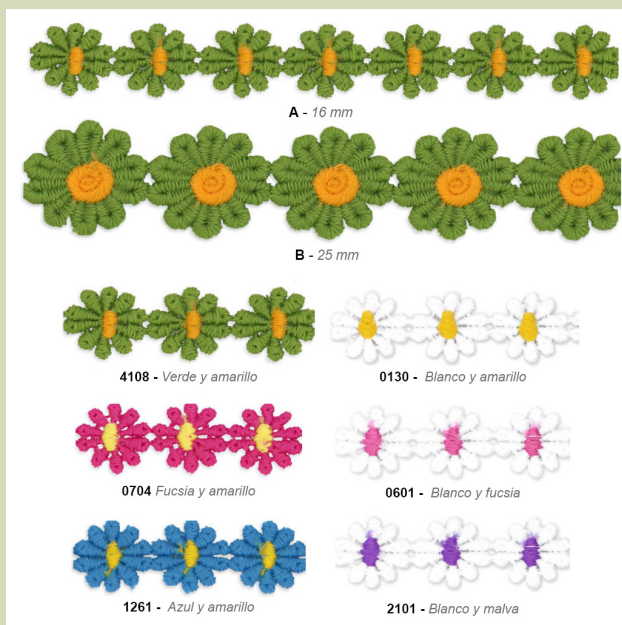 A - 16 mm
B - 25 mm
4108 - Verde y amarillo
0130 - Blanco y amarillo
0704 Fucsia y amarillo
0601 - Blanco y fucsia
1261 - Azul y amarillo
2101 - Blanco y malva